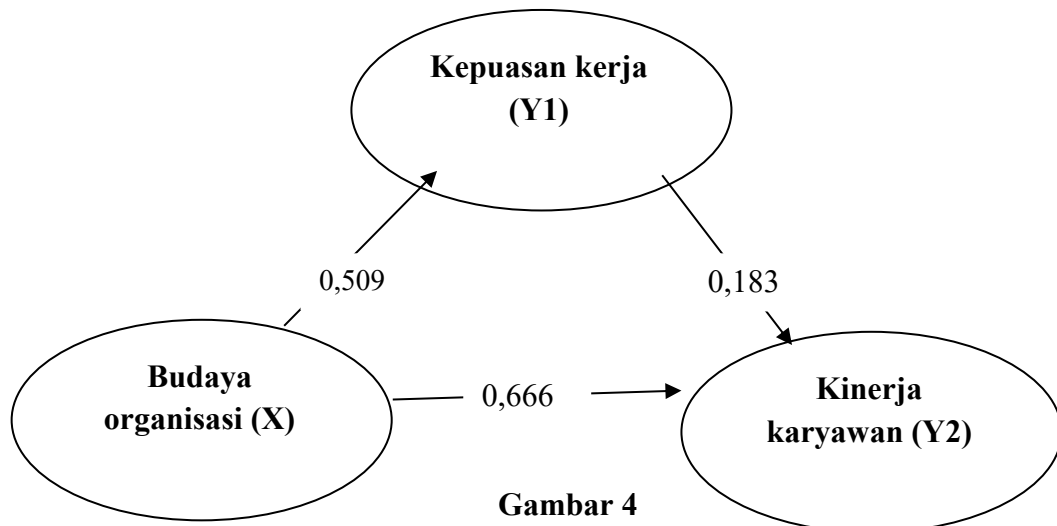 Kepuasan kerja
(Y1)
0,509
0,183
Budaya
organisasi (X)
0,666
Kinerja
karyawan (Y2)
Gambar 4